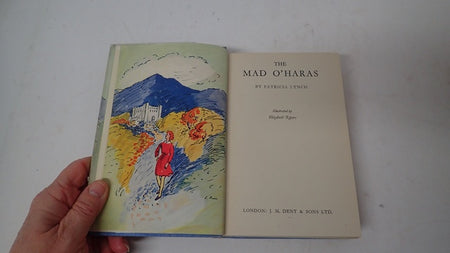 THE
MAD O'HARAS
BY PATRICIA LYNCH
Illustrated by
Elizabeth Rivers
LONDON: J. M. DENT & SONS LTD.